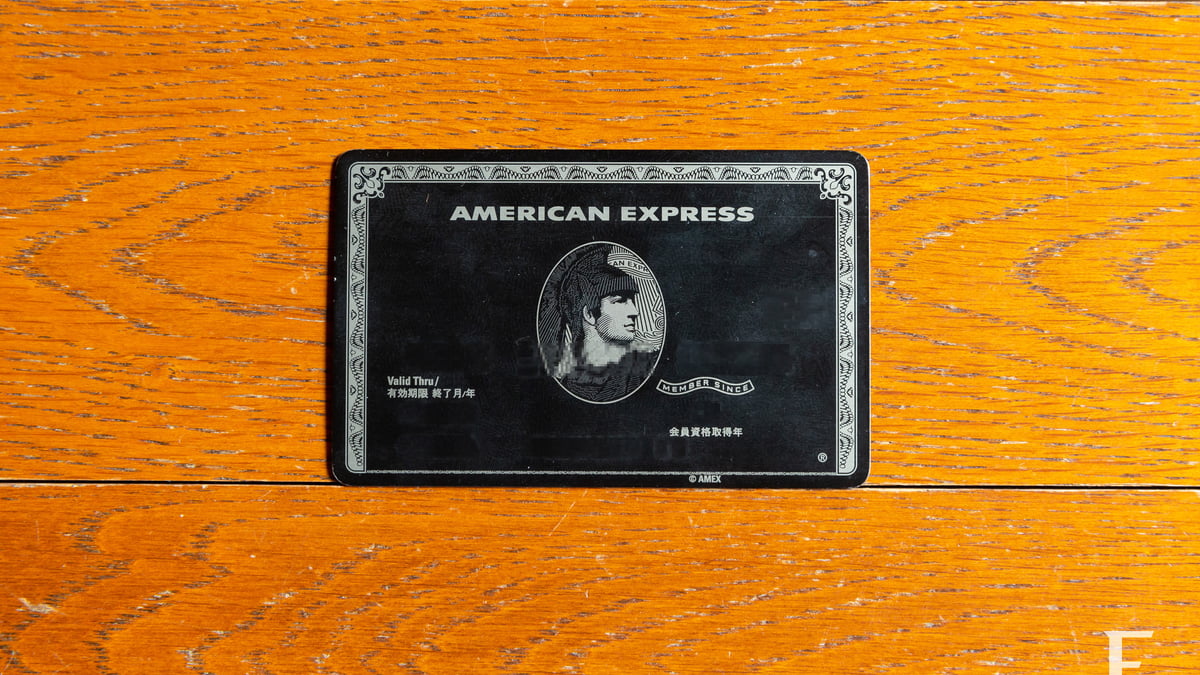 AMERICAN EXPRESS
AN EXPR
Valid Thru/
有効期限 終了月/年
MEMBER SINCE
会員資格取得年
®
© AMEX
F